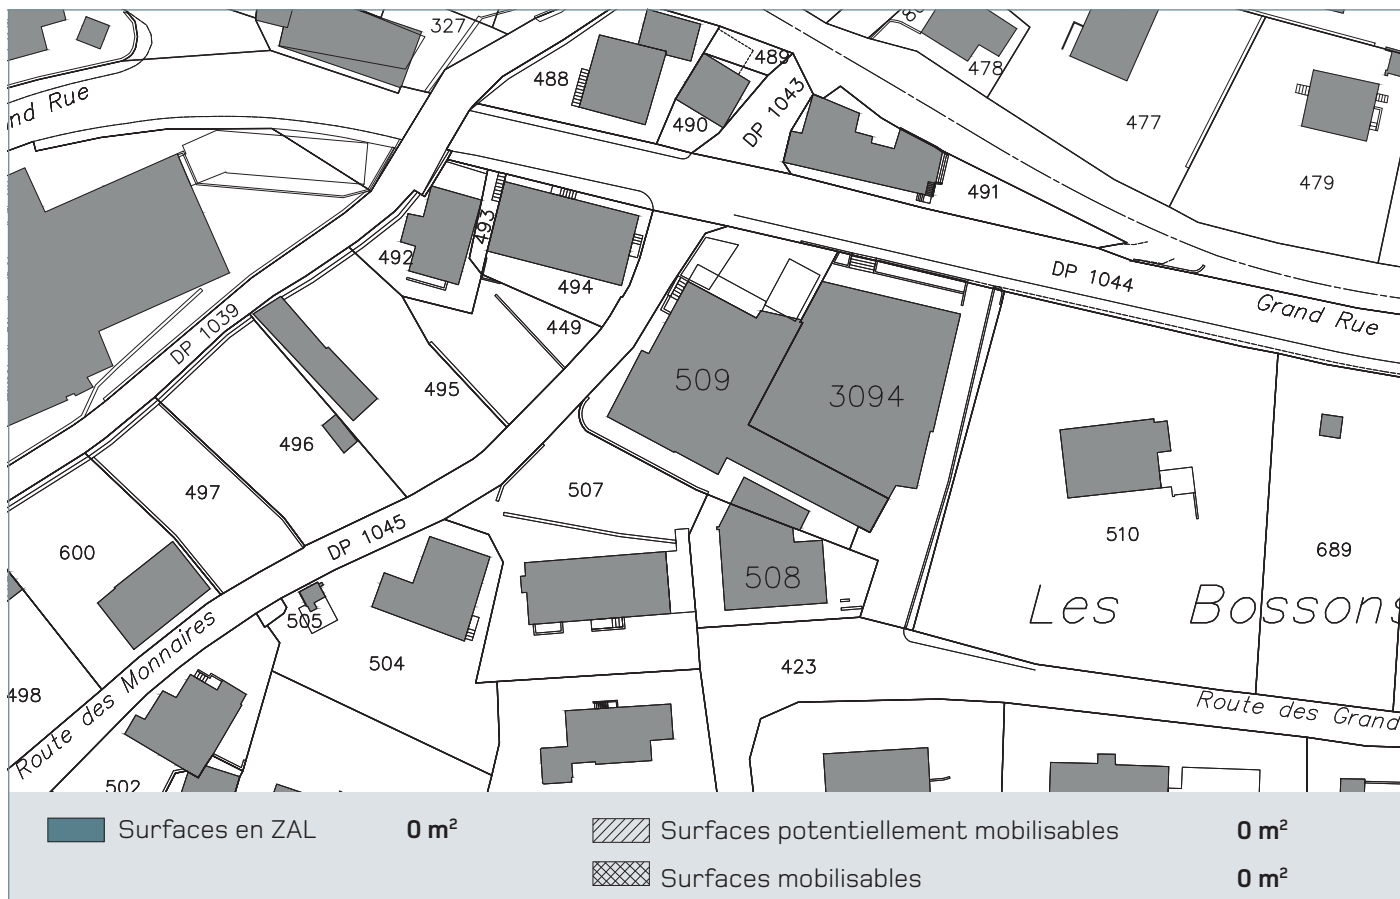 327
488
489
DP 1043
490
478
477
479
491
nd Rue
493
492
494
449
DP 1044
Grand Rue
DP 1039
495
509
3094
496
497
507
510
600
DP 1045
508
689
Les Bossons
505
504
423
498
Route des Monnaires
Route des Grand
502
Surfaces en ZAL 0 m²
Surfaces potentiellement mobilisables 0 m²
Surfaces mobilisables 0 m²